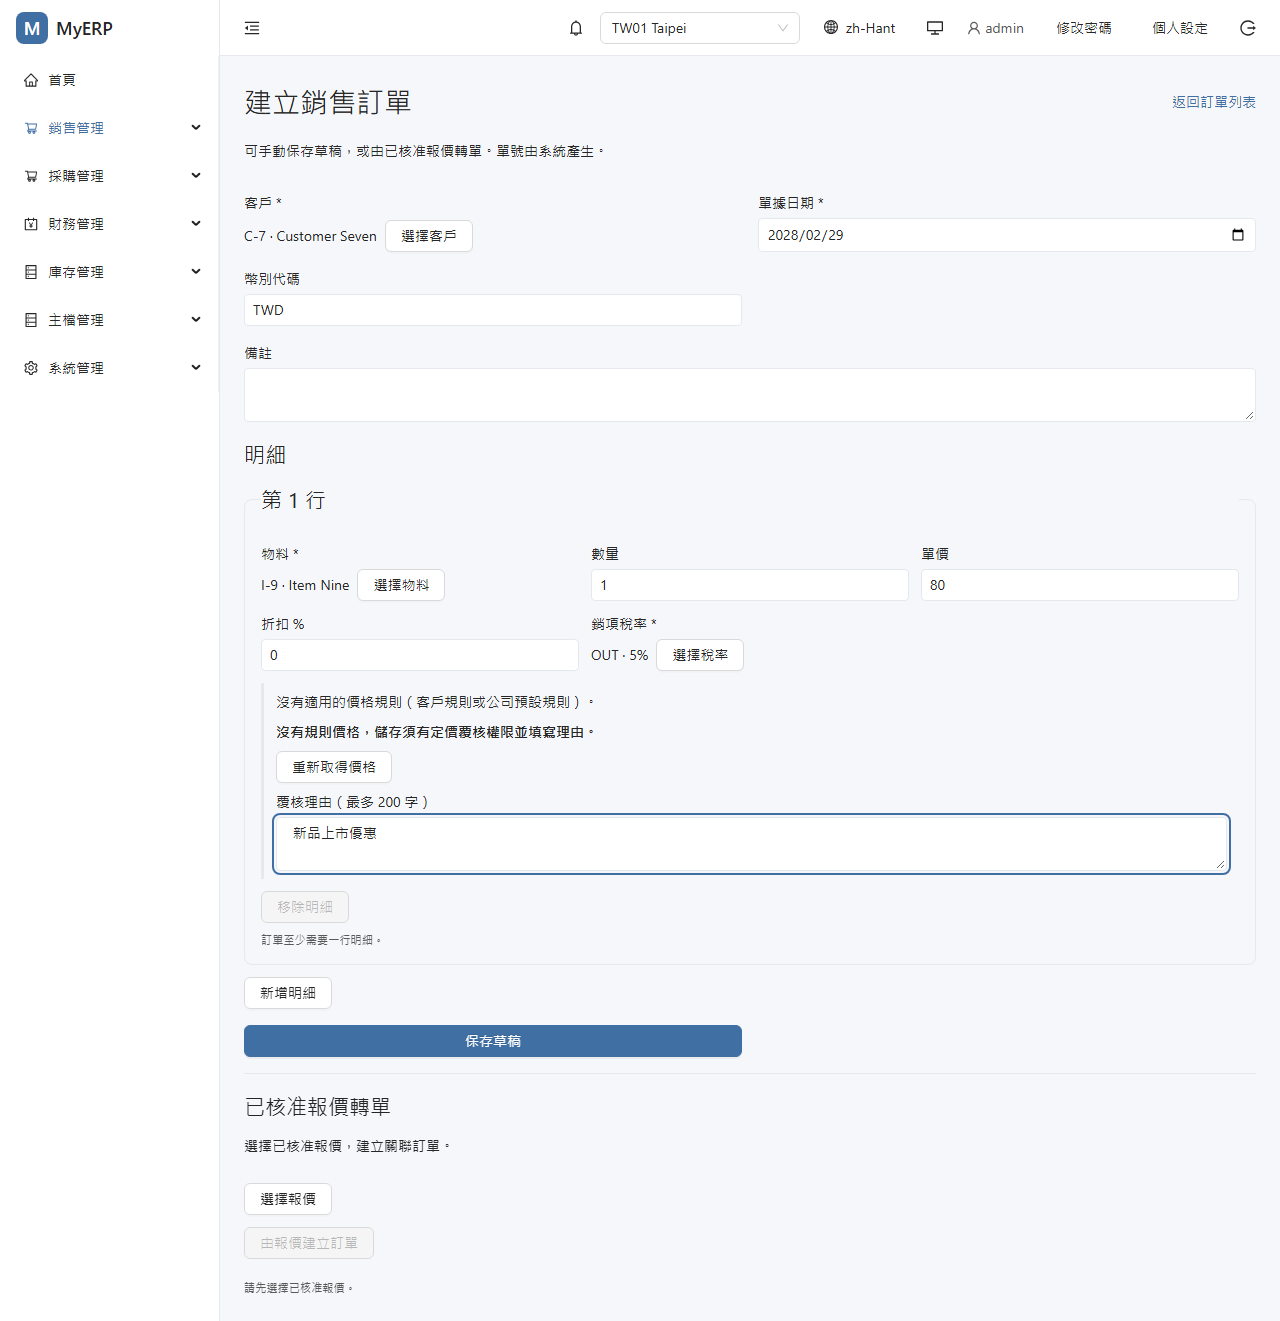 M MyERP
TW01 Taipei
zh-Hant
admin
修改密碼
個人設定
首頁
銷售管理
採購管理
財務管理
庫存管理
主檔管理
系統管理
建立銷售訂單
返回訂單列表
可手動保存草稿，或由已核准報價轉單。單號由系統產生。
客戶 *
單據日期 *
C-7 · Customer Seven
選擇客戶
2028/02/29
幣別代碼
TWD
備註
明細
第 1 行
物料 *
數量
單價
I-9 · Item Nine
選擇物料
1
80
折扣 %
銷項稅率 *
0
OUT · 5%
選擇稅率
沒有適用的價格規則（客戶規則或公司預設規則）。
沒有規則價格，儲存須有定價覆核權限並填寫理由。
重新取得價格
覆核理由（最多 200 字）
新品上市優惠
移除明細
訂單至少需要一行明細。
新增明細
保存草稿
已核准報價轉單
選擇已核准報價，建立關聯訂單。
選擇報價
由報價建立訂單
請先選擇已核准報價。